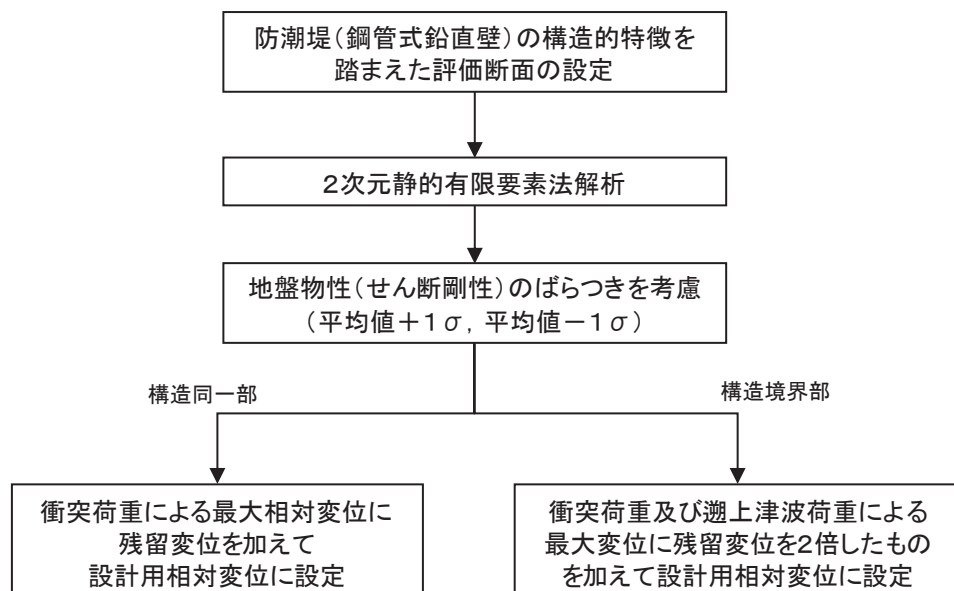 防潮堤(鋼管式鉛直壁)の構造的特徴を
踏まえた評価断面の設定
２次元静的有限要素法解析
地盤物性(せん断剛性)のばらつきを考慮
(平均値＋１σ，平均値－１σ)
構造同一部
構造境界部
衝突荷重による最大相対変位に
残留変位を加えて
設計用相対変位に設定
衝突荷重及び遡上津波荷重による
最大変位に残留変位を２倍したもの
を加えて設計用相対変位に設定